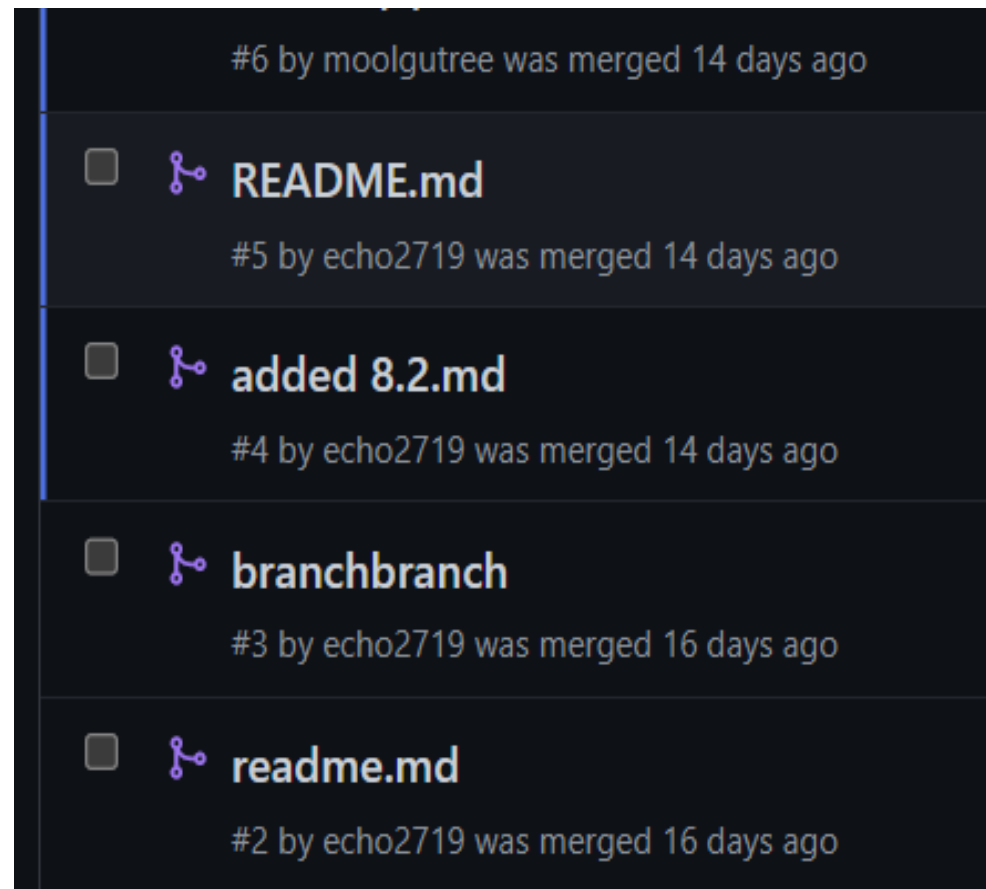 #6 by moolgutree was merged 14 days ago
README.md
#5 by echo2719 was merged 14 days ago
added 8.2.md
#4 by echo2719 was merged 14 days ago
branchbranch
#3 by echo2719 was merged 16 days ago
readme.md
#2 by echo2719 was merged 16 days ago